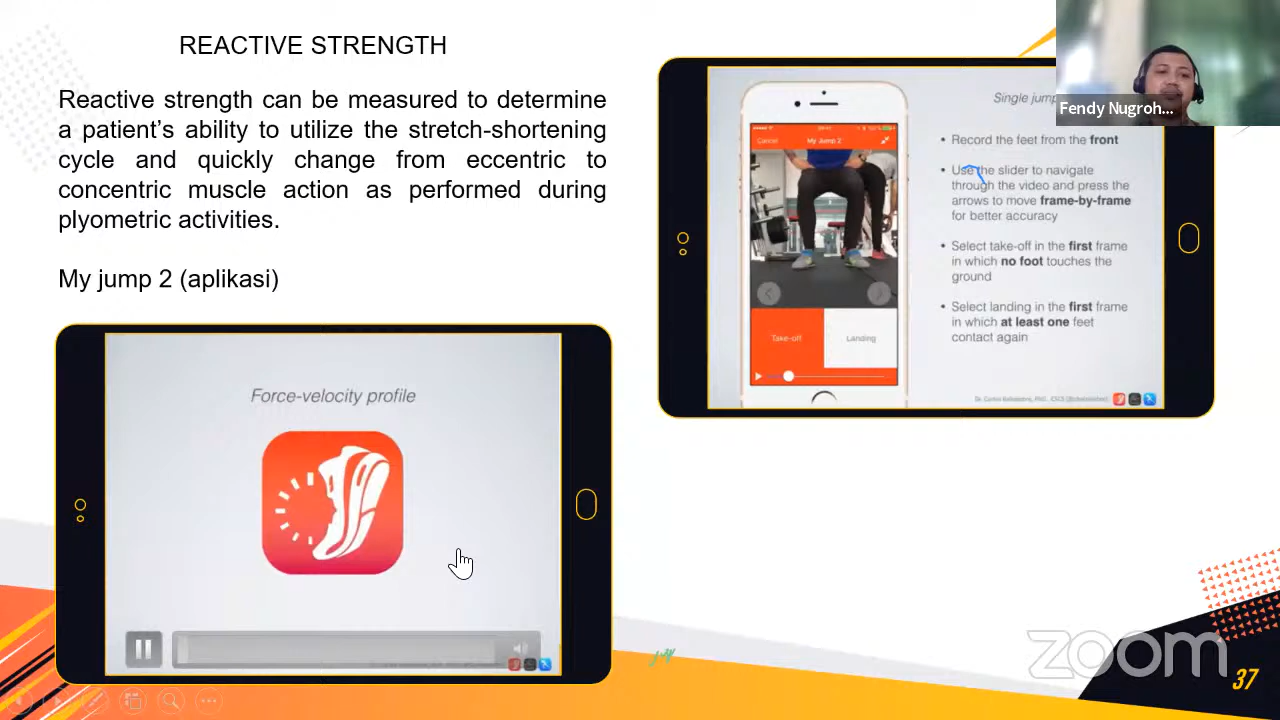 REACTIVE STRENGTH
Reactive strength can be measured to determine
a patient's ability to utilize the stretch-shortening
cycle and quickly change from eccentric to
concentric muscle action as performed during
plyometric activities.
My jump 2 (aplikasi)
Force-velocity profile
Single jump
Cancel
My Jump 2
Take-off
Landing
• Record the feet from the front
• Use the slider to navigate
through the video and press the
arrows to move frame-by-frame
for better accuracy
• Select take-off in the first frame
in which no foot touches the
ground
• Select landing in the first frame
in which at least one feet
contact again
Fendy Nugroh...
zoom
37